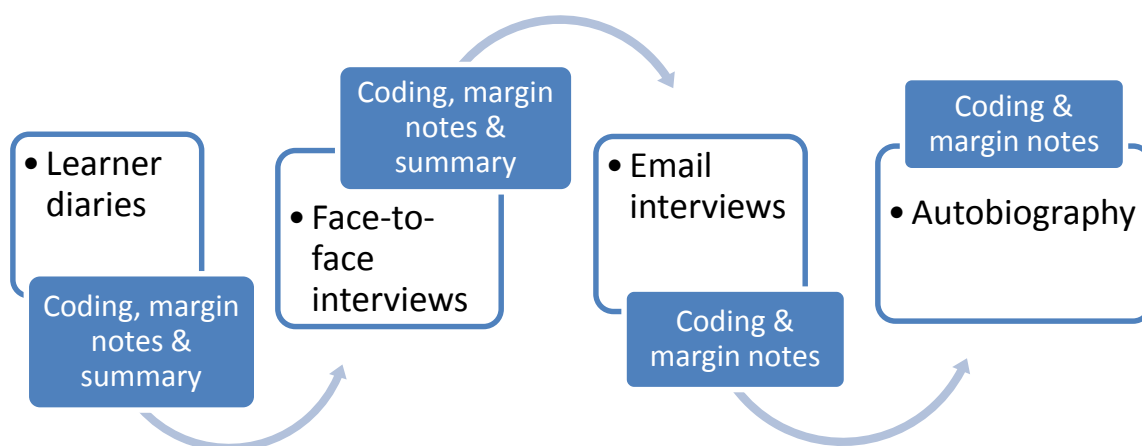 • Learner
diaries
Coding, margin
notes &
summary
Coding, margin
notes &
summary
• Face-to-
face
interviews
• Email
interviews
Coding &
margin notes
Coding &
margin notes
• Autobiography